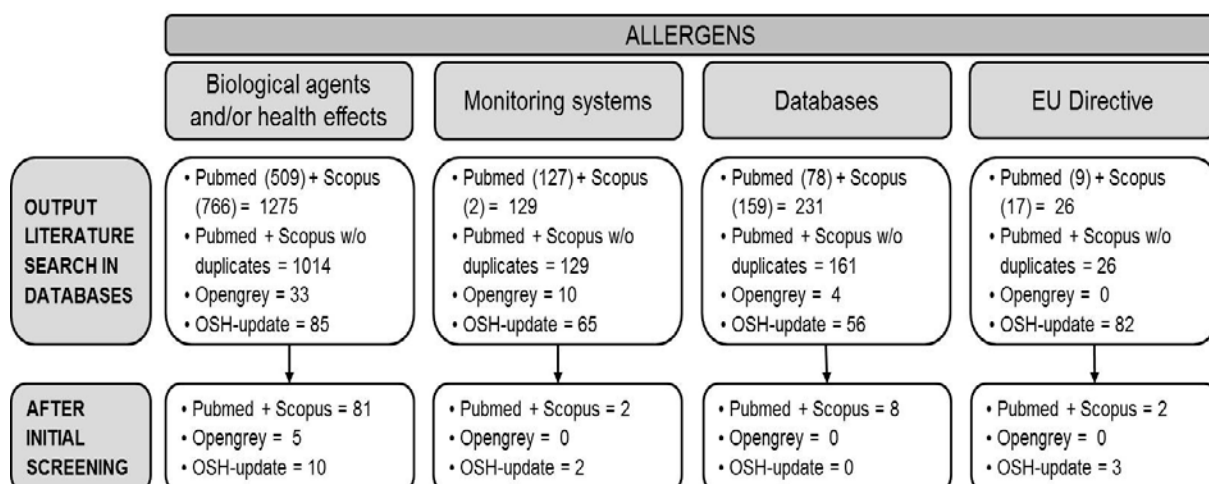 ALLERGENS
Biological agents
and/or health effects
Monitoring systems
Databases
EU Directive
OUTPUT
LITERATURE
SEARCH IN
DATABASES
• Pubmed (509) + Scopus
(766) = 1275
• Pubmed + Scopus w/o
duplicates = 1014
• Opengrey = 33
• OSH-update = 85
• Pubmed (127) + Scopus
(2) = 129
• Pubmed + Scopus w/o
duplicates = 129
• Opengrey = 10
• OSH-update = 65
• Pubmed (78) + Scopus
(159) = 231
• Pubmed + Scopus w/o
duplicates = 161
• Opengrey = 4
• OSH-update = 56
• Pubmed (9) + Scopus
(17) = 26
• Pubmed + Scopus w/o
duplicates = 26
• Opengrey = 0
• OSH-update = 82
AFTER
INITIAL
SCREENING
• Pubmed + Scopus = 81
• Opengrey = 5
• OSH-update = 10
• Pubmed + Scopus = 2
• Opengrey = 0
• OSH-update = 2
• Pubmed + Scopus = 8
• Opengrey = 0
• OSH-update = 0
• Pubmed + Scopus = 2
• Opengrey = 0
• OSH-update = 3